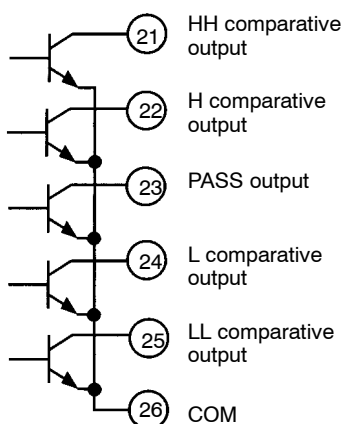 21 HH comparative
output
22 H comparative
output
23 PASS output
24 L comparative
output
25 LL comparative
output
26 COM